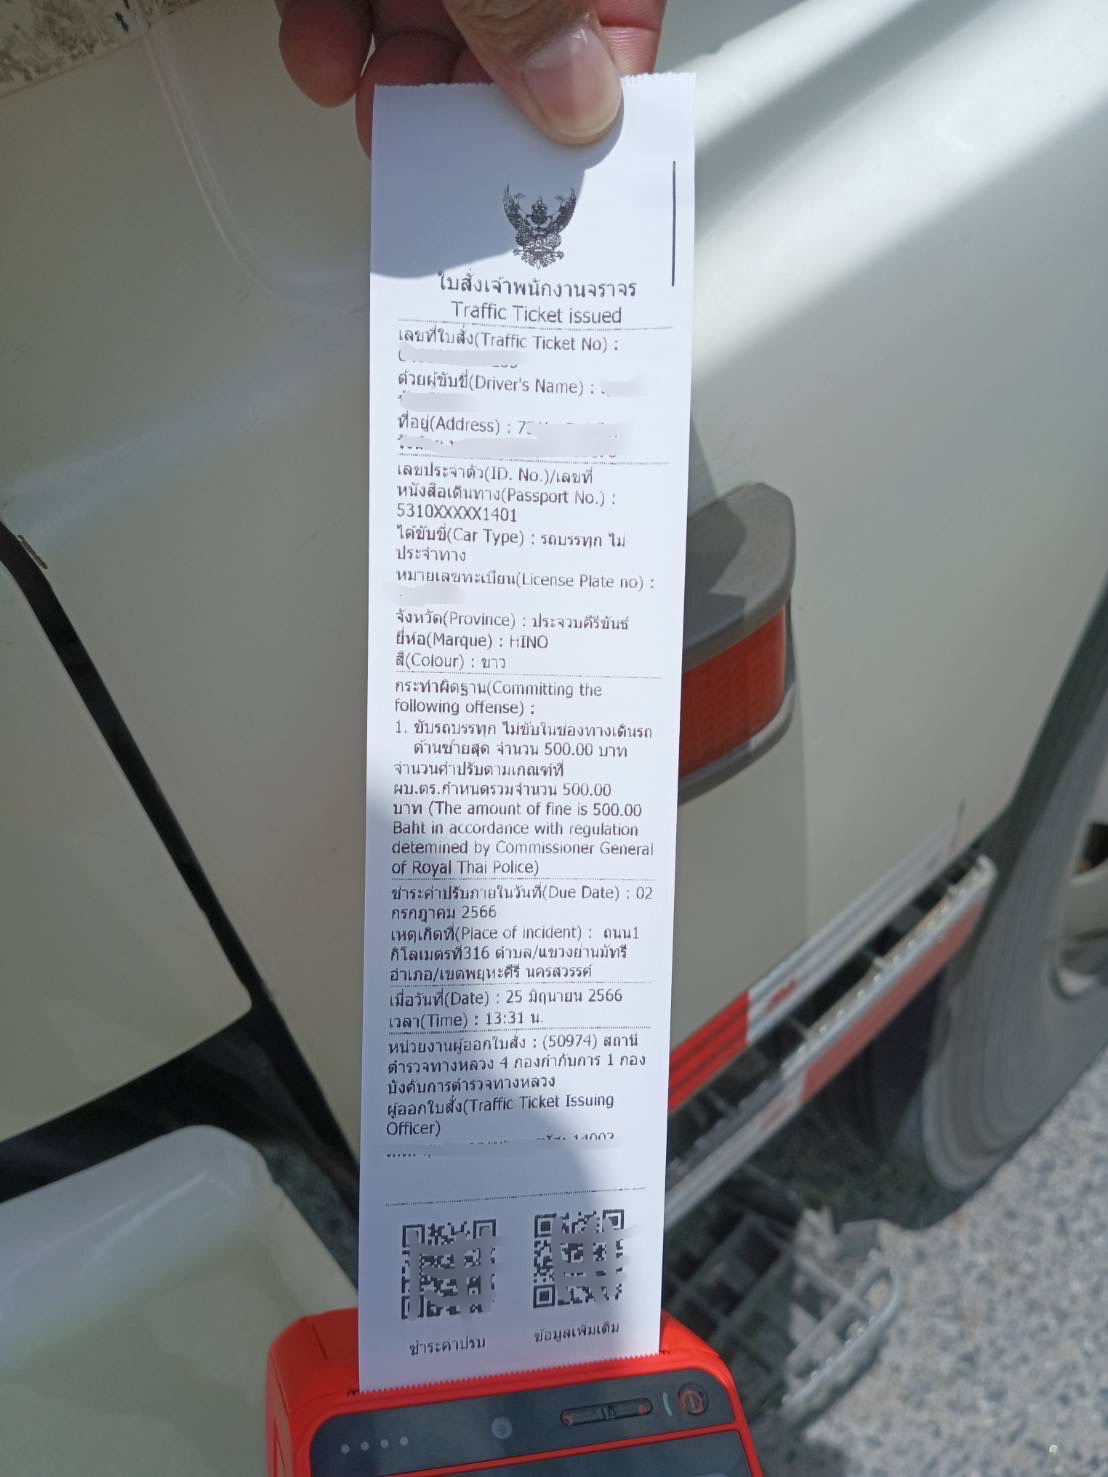 ใบสั่งเจ้าพนักงานจราจร
Traffic Ticket issued
เลขที่ใบสั่ง(Traffic Ticket No) :
ด้วยผู้ขับขี่(Driver's Name) :
ที่อยู่(Address) :
เลขประจำตัว(ID. No.)/เลขที่
หนังสือเดินทาง(Passport No.) :
5310XXXXX1401
ได้ขับขี่(Car Type) : รถบรรทุก ไม่
ประจำทาง
หมายเลขทะเบียน(License Plate no) :
จังหวัด(Province) : ประจวบคีรีขันธ์
ยี่ห้อ(Marque) : HINO
สี(Colour) : ขาว
กระทำผิดฐาน(Committing the
following offense) :
1. ขับรถบรรทุก ไม่ขับในช่องทางเดินรถ
ด้านซ้ายสุด จำนวน 500.00 บาท
จำนวนค่าปรับตามเกณฑ์ที่
ผบ.ตร.กำหนดรวมจำนวน 500.00
บาท (The amount of fine is 500.00
Baht in accordance with regulation
detemined by Commissioner General
of Royal Thai Police)
ชำระค่าปรับภายในวันที่(Due Date) : 02
กรกฎาคม 2566
เหตุเกิดที่(Place of incident) : ถนน1
กิโลเมตรที่316 ตำบล/แขวงย่านมัทรี
อำเภอ/เขตพยุหะคีรี นครสวรรค์
เมื่อวันที่(Date) : 25 มิถุนายน 2566
เวลา(Time) : 13:31 น.
หน่วยงานผู้ออกใบสั่ง : (50974) สถานี
ตำรวจทางหลวง 4 กองกำกับการ 1 กอง
บังคับการตำรวจทางหลวง
ผู้ออกใบสั่ง(Traffic Ticket Issuing
Officer)
ชำระค่าปรับ
ข้อมูลเพิ่มเติม